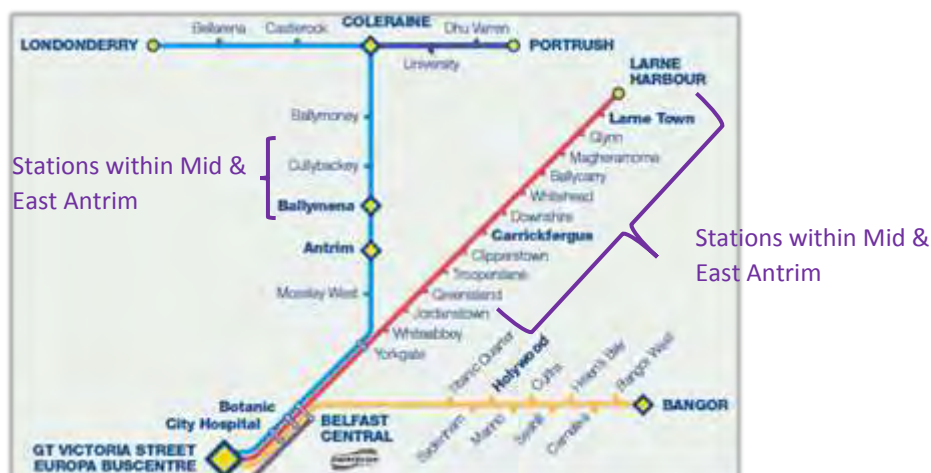 Bellarena
Castlerock
COLERAINE
Dhu Varren
LONDONDERRY
PORTRUSH
University
LARNE
HARBOUR
Ballymoney
Larne Town
Glynn
Stations within Mid &
East Antrim
Cullybackey
Magheramorne
Ballycarry
Whitehead
Ballymena
Downshire
Carrickfergus
Stations within Mid &
East Antrim
Antrim
Clipperstown
Trooperslane
Greenisland
Mossley West
Jordanstown
Whiteabbey
Yorkgate
Titanic Quarter
Holywood
Cultra
Helen's Bay
Bangor West
Botanic
City Hospital
BELFAST
CENTRAL
Sydenham
Marino
Seahill
Carnalea
BANGOR
GT VICTORIA STREET
EUROPA BUSCENTRE